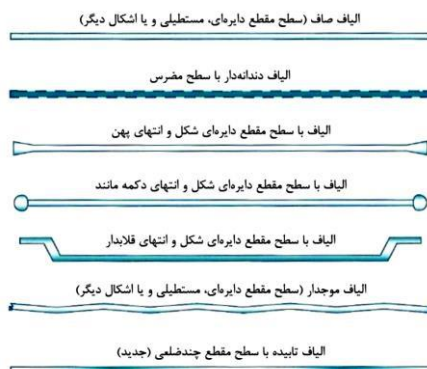 الیاف صاف (سطح مقطع دایره‌ای، مستطیلی و یا اشکال دیگر)
الیاف دندانه‌دار با سطح مضرس
الیاف با سطح مقطع دایره‌ای شکل و انتهای پهن
الیاف با سطح مقطع دایره‌ای شکل و انتهای دکمه مانند
الیاف با سطح مقطع دایره‌ای شکل و انتهای قلابدار
الیاف موجدار (سطح مقطع دایره‌ای، مستطیلی و یا اشکال دیگر)
الیاف تابیده با سطح مقطع چندضلعی (جدید)